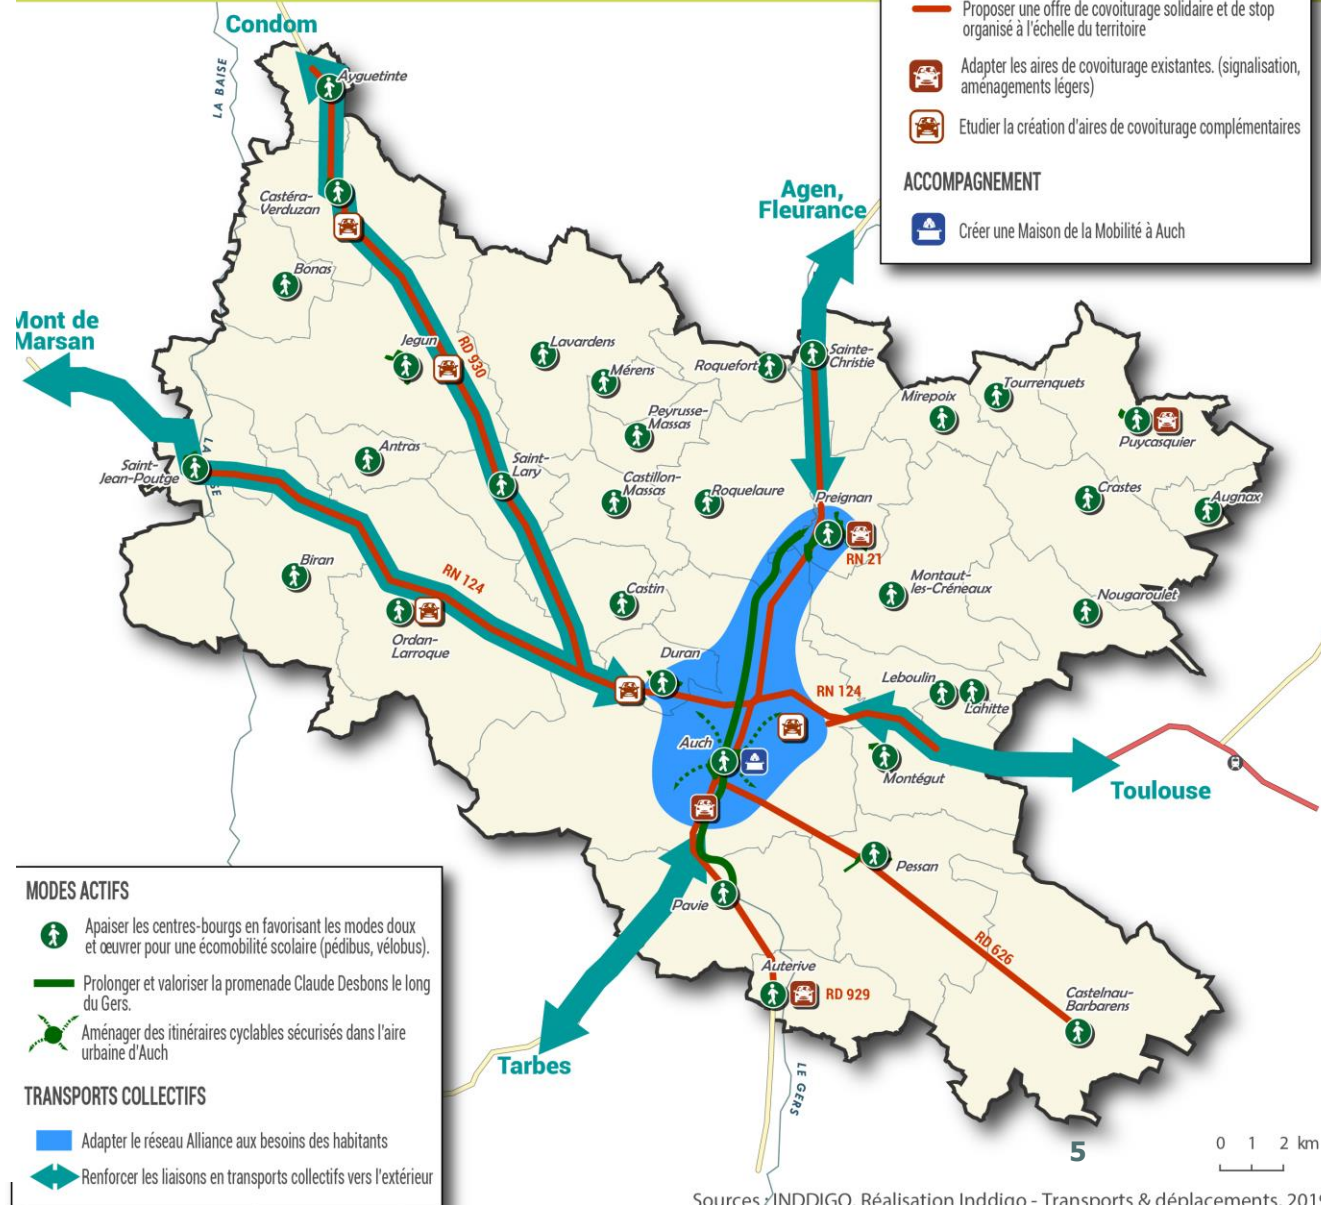 Proposer une offre de covoiturage solidaire et de stop
organisé à l'échelle du territoire
Adapter les aires de covoiturage existantes. (signalisation,
aménagements légers)
Etudier la création d'aires de covoiturage complémentaires
ACCOMPAGNEMENT
Créer une Maison de la Mobilité à Auch
Condom
LA BAISE
Ayguetinte
Castéra-
Verduzan
Agen,
Fleurance
Bonas
Mont de
Marsan
Jegun
RD 930
Lavardens
Mérens
Roquefort
Sainte-
Christie
Mirepoix
Tourrenquets
Peyrusse-
Massas
Puycasquier
Antras
Saint-
Lary
Saint-
Jean-Poutge
LA
SE
Castillon-
Massas
Roquelaure
Preignan
Crastes
Augnax
RN 21
Biran
RN 124
Castin
Montaut-
les-Créneaux
Nougaroulet
Ordan-
Larroque
Duran
Leboulin
Lahitte
RN 124
Auch
Montégut
Toulouse
Pessan
Pavie
RD 626
Auterive
RD 929
Castelnau-
Barbarens
Tarbes
LE GERS
MODES ACTIFS
Apaiser les centres-bourgs en favorisant les modes doux
et œuvrer pour une écomobilité scolaire (pédibus, vélobus).
Prolonger et valoriser la promenade Claude Desbons le long
du Gers.
Aménager des itinéraires cyclables sécurisés dans l'aire
urbaine d'Auch
TRANSPORTS COLLECTIFS
Adapter le réseau Alliance aux besoins des habitants
Renforcer les liaisons en transports collectifs vers l'extérieur
5
0 1 2 km
Sources : INDDIGO, Réalisation Inddigo - Transports & déplacements, 2019